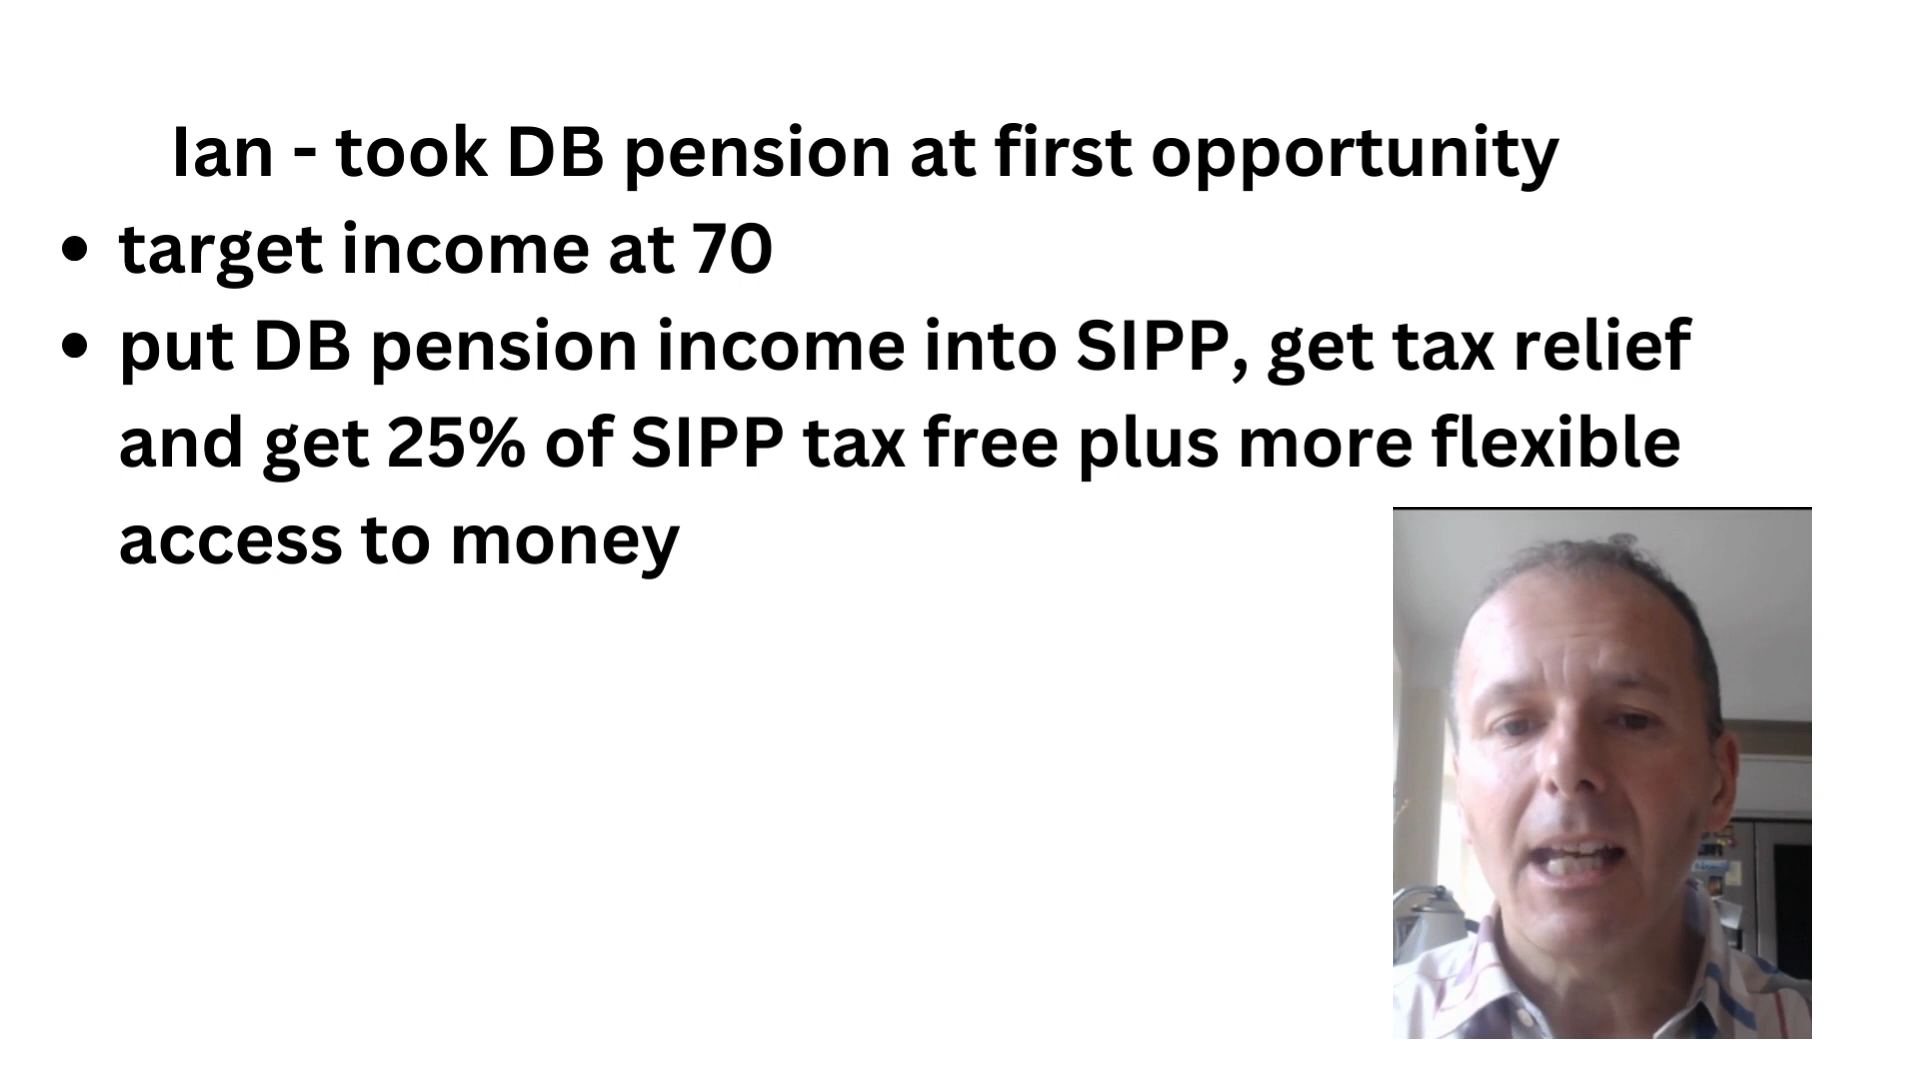 Ian - took DB pension at first opportunity
• target income at 70
• put DB pension income into SIPP, get tax relief
and get 25% of SIPP tax free plus more flexible
access to money